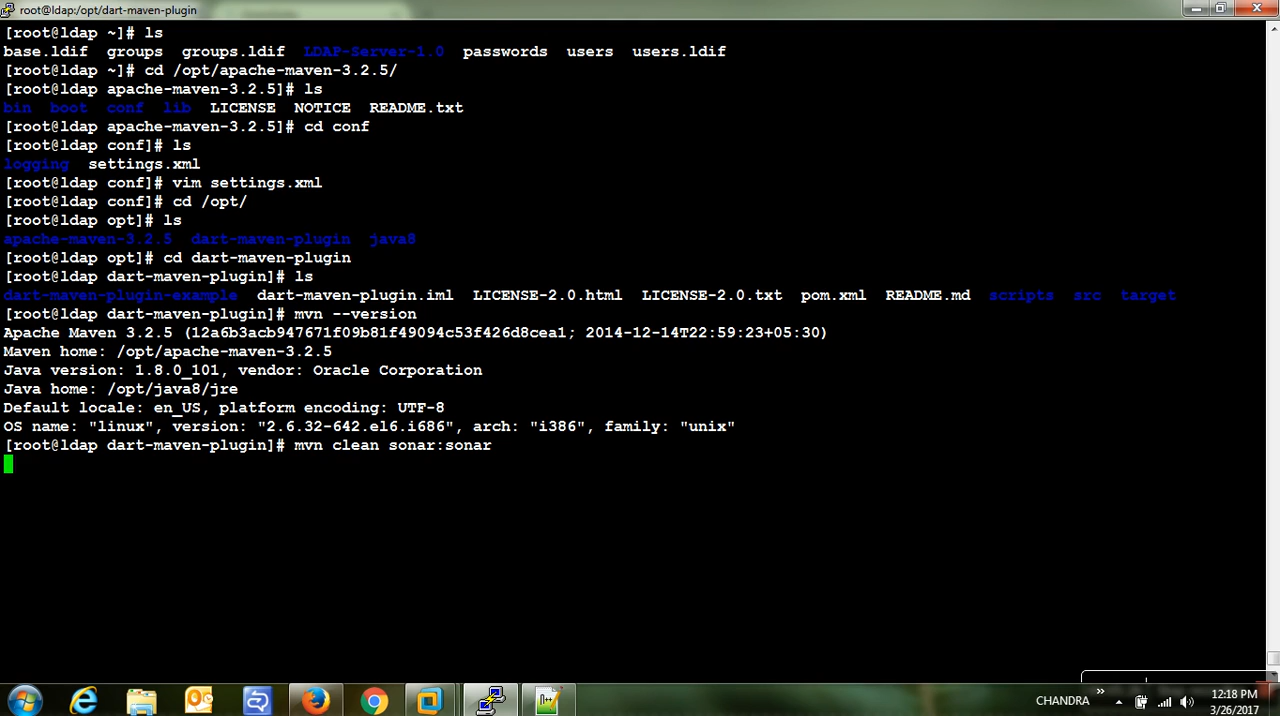 root@ldap:/opt/dart-maven-plugin
[root@ldap ~]# ls
base.ldif  groups  groups.ldif  LDAP-Server-1.0  passwords  users  users.ldif
[root@ldap ~]# cd /opt/apache-maven-3.2.5/
[root@ldap apache-maven-3.2.5]# ls
bin  boot  conf  lib  LICENSE  NOTICE  README.txt
[root@ldap apache-maven-3.2.5]# cd conf
[root@ldap conf]# ls
logging  settings.xml
[root@ldap conf]# vim settings.xml
[root@ldap conf]# cd /opt/
[root@ldap opt]# ls
apache-maven-3.2.5  dart-maven-plugin  java8
[root@ldap opt]# cd dart-maven-plugin
[root@ldap dart-maven-plugin]# ls
dart-maven-plugin-example  dart-maven-plugin.iml  LICENSE-2.0.html  LICENSE-2.0.txt  pom.xml  README.md  scripts  src  target
[root@ldap dart-maven-plugin]# mvn --version
Apache Maven 3.2.5 (12a6b3acb947671f09b81f49094c53f426d8cea1; 2014-12-14T22:59:23+05:30)
Maven home: /opt/apache-maven-3.2.5
Java version: 1.8.0_101, vendor: Oracle Corporation
Java home: /opt/java8/jre
Default locale: en_US, platform encoding: UTF-8
OS name: "linux", version: "2.6.32-642.el6.i686", arch: "i386", family: "unix"
[root@ldap dart-maven-plugin]# mvn clean sonar:sonar
CHANDRA
12:18 PM
3/26/2017